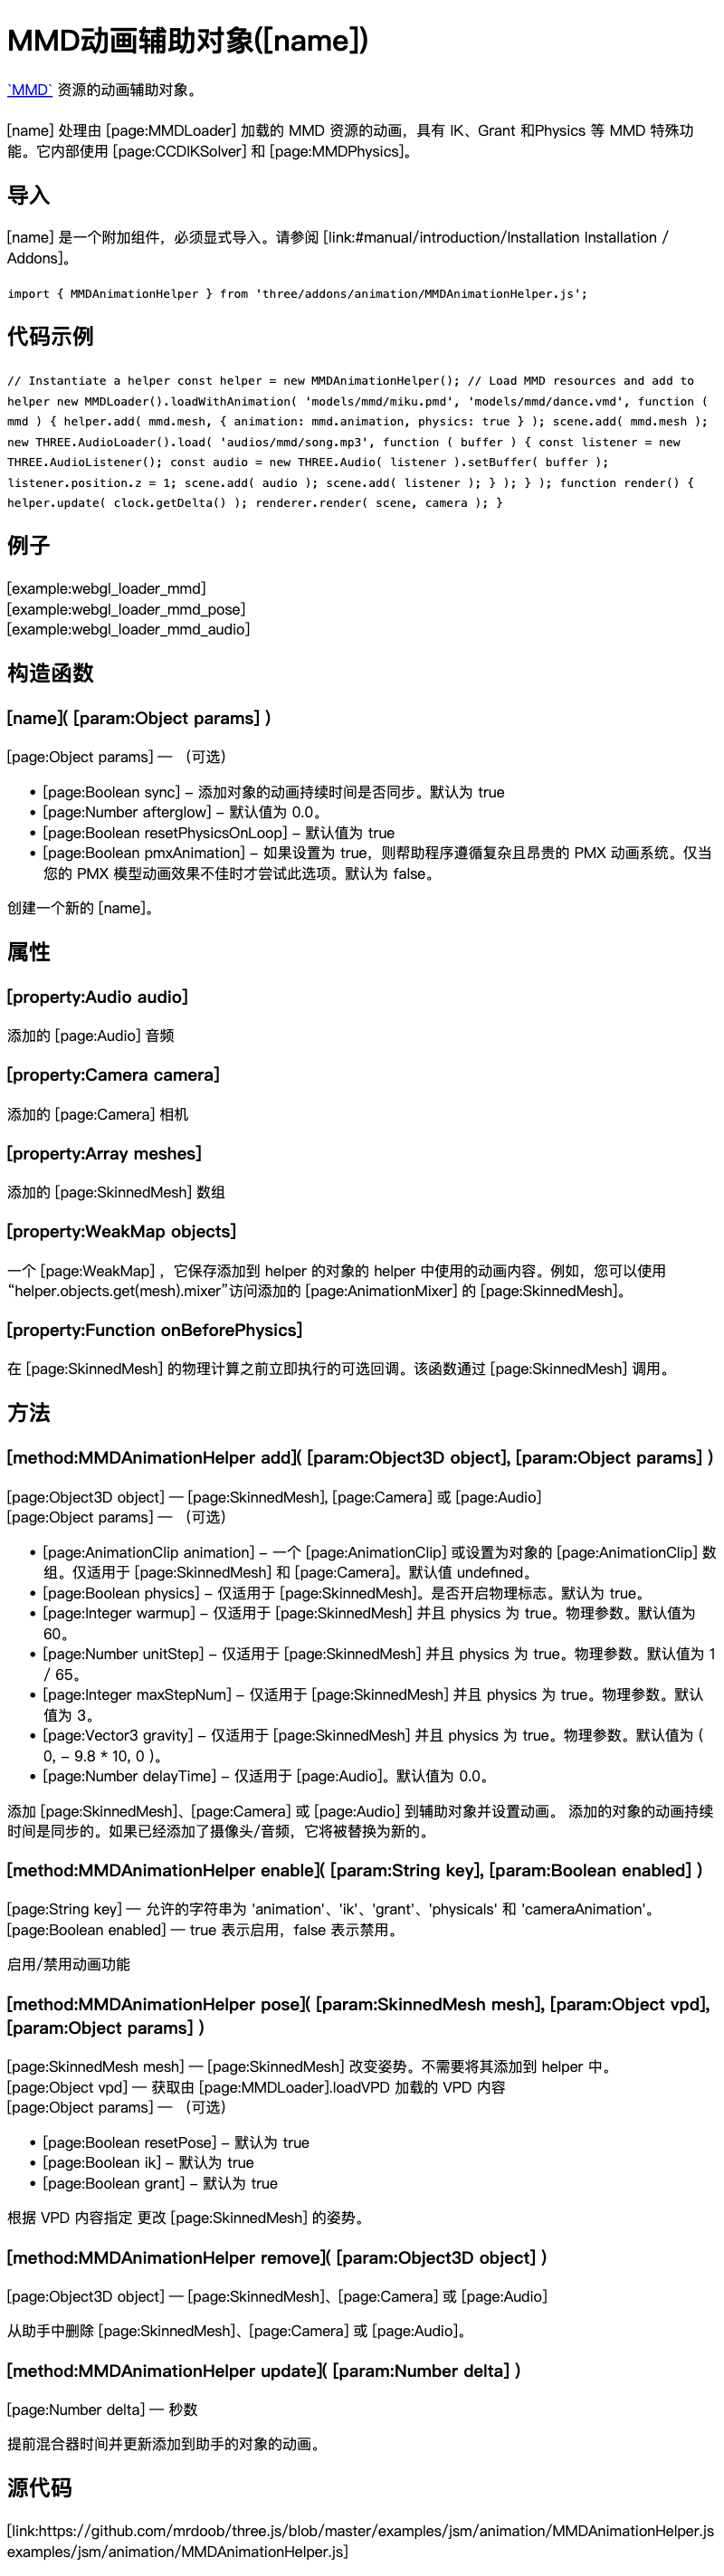 MMD动画辅助对象([name])
`MMD` 资源的动画辅助对象。
[name] 处理由 [page:MMDLoader] 加载的 MMD 资源的动画，具有 IK、Grant 和Physics 等 MMD 特殊功
能。它内部使用 [page:CCDIKSolver] 和 [page:MMDPhysics]。
导入
[name] 是一个附加组件，必须显式导入。请参阅 [link:#manual/introduction/Installation Installation /
Addons]。
import { MMDAnimationHelper } from 'three/addons/animation/MMDAnimationHelper.js';
代码示例
// Instantiate a helper const helper = new MMDAnimationHelper(); // Load MMD resources and add to
helper new MMDLoader().loadWithAnimation( 'models/mmd/miku.pmd', 'models/mmd/dance.vmd', function (
mmd ) { helper.add( mmd.mesh, { animation: mmd.animation, physics: true } ); scene.add( mmd.mesh );
new THREE.AudioLoader().load( 'audios/mmd/song.mp3', function ( buffer ) { const listener = new
THREE.AudioListener(); const audio = new THREE.Audio( listener ).setBuffer( buffer );
listener.position.z = 1; scene.add( audio ); scene.add( listener ); } ); } ); function render() {
helper.update( clock.getDelta() ); renderer.render( scene, camera ); }
例子
[example:webgl_loader_mmd]
[example:webgl_loader_mmd_pose]
[example:webgl_loader_mmd_audio]
构造函数
[name]( [param:Object params] )
[page:Object params] — （可选）
• [page:Boolean sync] - 添加对象的动画持续时间是否同步。默认为 true
• [page:Number afterglow] - 默认值为 0.0。
• [page:Boolean resetPhysicsOnLoop] - 默认值为 true
• [page:Boolean pmxAnimation] - 如果设置为 true，则帮助程序遵循复杂且昂贵的 PMX 动画系统。仅当
您的 PMX 模型动画效果不佳时才尝试此选项。默认为 false。
创建一个新的 [name]。
属性
[property:Audio audio]
添加的 [page:Audio] 音频
[property:Camera camera]
添加的 [page:Camera] 相机
[property:Array meshes]
添加的 [page:SkinnedMesh] 数组
[property:WeakMap objects]
一个 [page:WeakMap] ，它保存添加到 helper 的对象的 helper 中使用的动画内容。例如，您可以使用
“helper.objects.get(mesh).mixer”访问添加的 [page:AnimationMixer] 的 [page:SkinnedMesh]。
[property:Function onBeforePhysics]
在 [page:SkinnedMesh] 的物理计算之前立即执行的可选回调。该函数通过 [page:SkinnedMesh] 调用。
方法
[method:MMDAnimationHelper add]( [param:Object3D object], [param:Object params] )
[page:Object3D object] — [page:SkinnedMesh], [page:Camera] 或 [page:Audio]
[page:Object params] — （可选）
• [page:AnimationClip animation] - 一个 [page:AnimationClip] 或设置为对象的 [page:AnimationClip] 数
组。仅适用于 [page:SkinnedMesh] 和 [page:Camera]。默认值 undefined。
• [page:Boolean physics] - 仅适用于 [page:SkinnedMesh]。是否开启物理标志。默认为 true。
• [page:Integer warmup] - 仅适用于 [page:SkinnedMesh] 并且 physics 为 true。物理参数。默认值为
60。
• [page:Number unitStep] - 仅适用于 [page:SkinnedMesh] 并且 physics 为 true。物理参数。默认值为 1
/ 65。
• [page:Integer maxStepNum] - 仅适用于 [page:SkinnedMesh] 并且 physics 为 true。物理参数。默认
值为 3。
• [page:Vector3 gravity] - 仅适用于 [page:SkinnedMesh] 并且 physics 为 true。物理参数。默认值为 (
0, - 9.8 * 10, 0 )。
• [page:Number delayTime] - 仅适用于 [page:Audio]。默认值为 0.0。
添加 [page:SkinnedMesh]、[page:Camera] 或 [page:Audio] 到辅助对象并设置动画。 添加的对象的动画持续
时间是同步的。如果已经添加了摄像头/音频，它将被替换为新的。
[method:MMDAnimationHelper enable]( [param:String key], [param:Boolean enabled] )
[page:String key] — 允许的字符串为 'animation'、'ik'、'grant'、'physicals' 和 'cameraAnimation'。
[page:Boolean enabled] — true 表示启用，false 表示禁用。
启用/禁用动画功能
[method:MMDAnimationHelper pose]( [param:SkinnedMesh mesh], [param:Object vpd],
[param:Object params] )
[page:SkinnedMesh mesh] — [page:SkinnedMesh] 改变姿势。不需要将其添加到 helper 中。
[page:Object vpd] — 获取由 [page:MMDLoader].loadVPD 加载的 VPD 内容
[page:Object params] — （可选）
• [page:Boolean resetPose] - 默认为 true
• [page:Boolean ik] - 默认为 true
• [page:Boolean grant] - 默认为 true
根据 VPD 内容指定 更改 [page:SkinnedMesh] 的姿势。
[method:MMDAnimationHelper remove]( [param:Object3D object] )
[page:Object3D object] — [page:SkinnedMesh]、[page:Camera] 或 [page:Audio]
从助手中删除 [page:SkinnedMesh]、[page:Camera] 或 [page:Audio]。
[method:MMDAnimationHelper update]( [param:Number delta] )
[page:Number delta] — 秒数
提前混合器时间并更新添加到助手的对象的动画。
源代码
[link:https://github.com/mrdoob/three.js/blob/master/examples/jsm/animation/MMDAnimationHelper.js
examples/jsm/animation/MMDAnimationHelper.js]